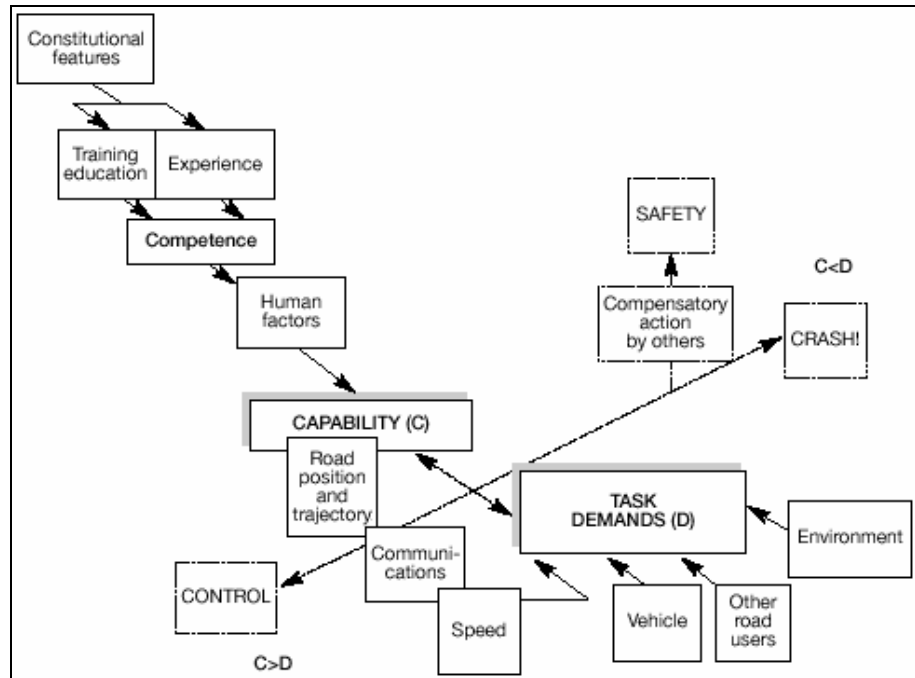 Constitutional
features
Training
education
Experience
Competence
Human
factors
SAFETY
C<D
Compensatory
action
by others
CRASH!
CAPABILITY (C)
Road
position
and
trajectory
TASK
DEMANDS (D)
Environment
Communi-
cations
CONTROL
Speed
Vehicle
Other
road
users
C>D